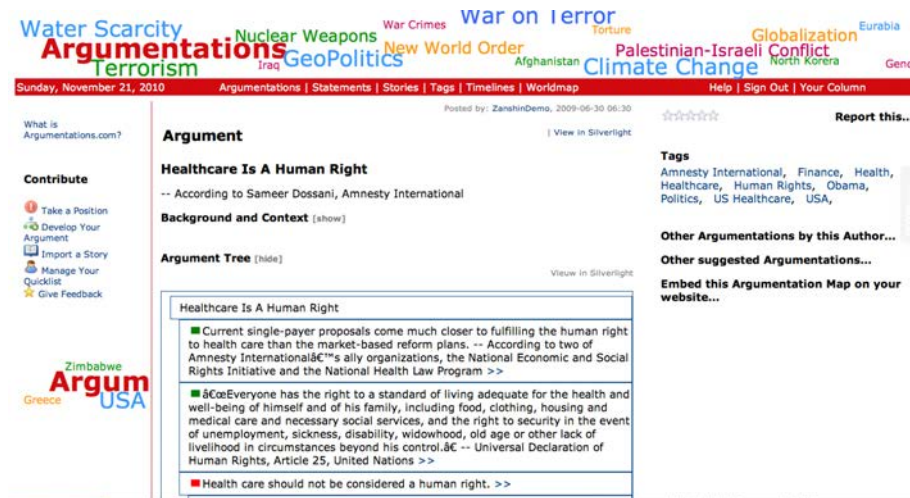 Water Scarcity
Argumentations
Terrorism
Nuclear Weapons
Iraq
GeoPolitics
War Crimes
New World Order
War on Terror
Torture
Afghanistan
Climate Change
Palestinian-Israeli Conflict
Globalization
Eurabia
North Korera
Sunday, November 21, 2010
Argumentations | Statements | Stories | Tags | Timelines | Worldmap
Help | Sign Out | Your Column
What is
Argumentations.com?
Contribute
Take a Position
Develop Your
Argument
Import a Story
Manage Your
Quicklist
Give Feedback
Zimbabwe
Argum
Greece
USA
Posted by: ZanshinDemo, 2009-06-30 06:30
Argument
| View in Silverlight
Healthcare Is A Human Right
-- According to Sameer Dossani, Amnesty International
Background and Context [show]
Argument Tree [hide]
Vieuw in Silverlight
Healthcare Is A Human Right
Current single-payer proposals come much closer to fulfilling the human right
to health care than the market-based reform plans. -- According to two of
Amnesty Internationalâ€™s ally organizations, the National Economic and Social
Rights Initiative and the National Health Law Program >>
â€œEveryone has the right to a standard of living adequate for the health and
well-being of himself and of his family, including food, clothing, housing and
medical care and necessary social services, and the right to security in the event
of unemployment, sickness, disability, widowhood, old age or other lack of
livelihood in circumstances beyond his control.â€ -- Universal Declaration of
Human Rights, Article 25, United Nations >>
Health care should not be considered a human right. >>
Report this...
Tags
Amnesty International, Finance, Health,
Healthcare, Human Rights, Obama,
Politics, US Healthcare, USA,
Other Argumentations by this Author...
Other suggested Argumentations...
Embed this Argumentation Map on your
website...